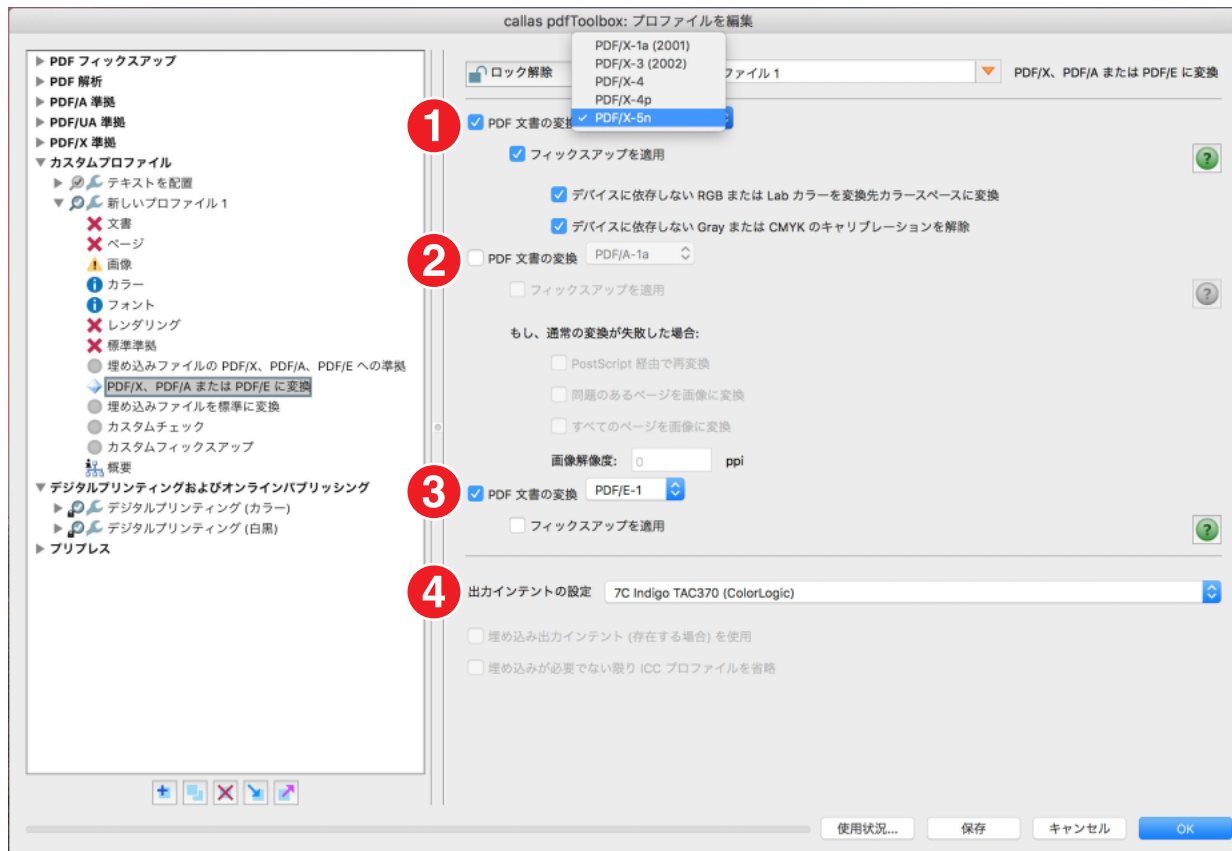 callas pdfToolbox: プロファイルを編集
PDF フィックスアップ
PDF 解析
PDF/A 準拠
PDF/UA 準拠
PDF/X 準拠
カスタムプロファイル
テキストを配置
新しいプロファイル 1
文書
ページ
画像
カラー
フォント
レンダリング
標準準拠
埋め込みファイルの PDF/X、PDF/A、PDF/E への準拠
PDF/X、PDF/A または PDF/E に変換
埋め込みファイルを標準に変換
カスタムチェック
カスタムフィックスアップ
概要
デジタルプリンティングおよびオンラインパブリッシング
デジタルプリンティング (カラー)
デジタルプリンティング (白黒)
プリプレス
PDF/X-1a (2001)
PDF/X-3 (2002)
PDF/X-4
PDF/X-4p
✓ PDF/X-5n
ロック解除
ファイル 1
PDF/X、PDF/A または PDF/E に変換
1
PDF 文書の変換
フィックスアップを適用
?
デバイスに依存しない RGB または Lab カラーを変換先カラースペースに変換
デバイスに依存しない Gray または CMYK のキャリブレーションを解除
2
PDF 文書の変換 PDF/A-1a
フィックスアップを適用
?
もし、通常の変換が失敗した場合:
PostScript 経由で再変換
問題のあるページを画像に変換
すべてのページを画像に変換
画像解像度: 0 ppi
3
PDF 文書の変換 PDF/E-1
フィックスアップを適用
?
4
出力インテントの設定 7C Indigo TAC370 (ColorLogic)
埋め込み出力インテント (存在する場合) を使用
埋め込みが必要でない限り ICC プロファイルを省略
使用状況... 保存 キャンセル OK